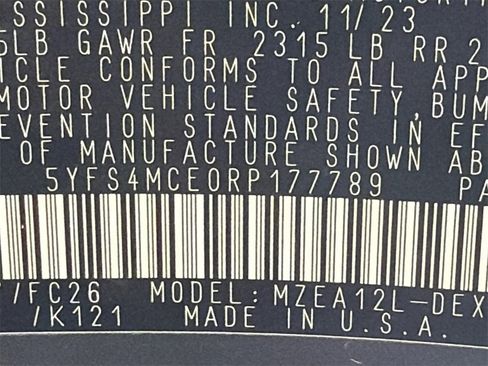 SSISSIPPI INC. 11/23
5LB GAWR FR 2315 LB RR 2
ICLE CONFORMS TO ALL APP
MOTOR VEHICLE SAFETY, BUM
EVENTION STANDARDS IN EF
OF MANUFACTURE SHOWN AB
5YFS4MCE0RP177789 PA
/FC26 MODEL: MZEA12L-DEX
/K121 MADE IN U.S.A.